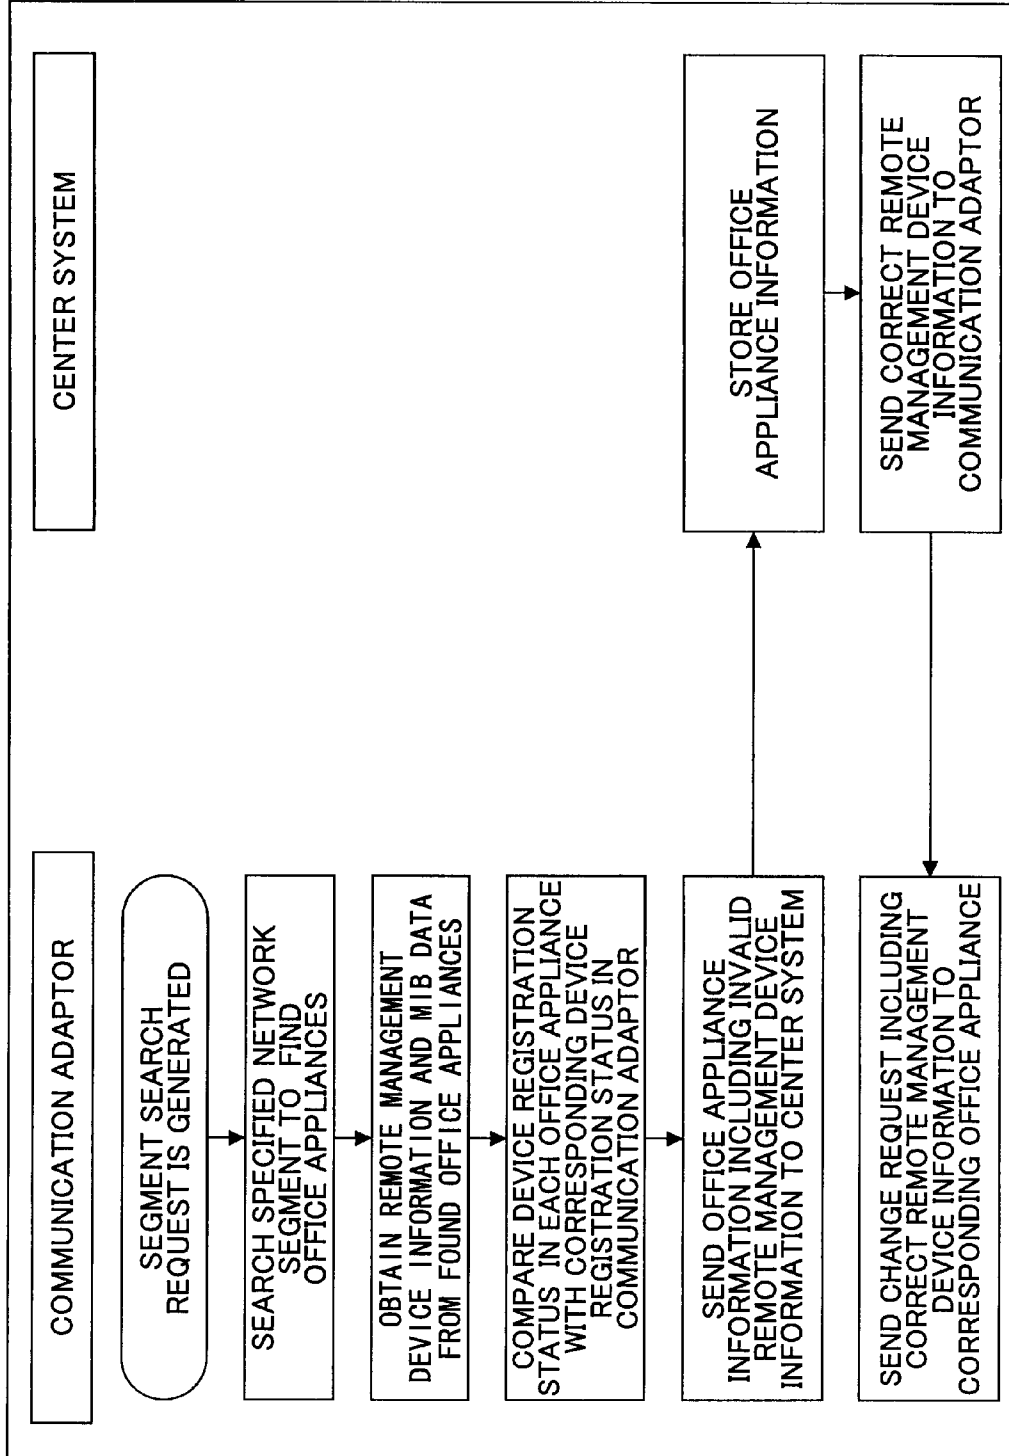 COMMUNICATION ADAPTOR
CENTER SYSTEM
SEGMENT SEARCH
REQUEST IS GENERATED
SEARCH SPECIFIED NETWORK
SEGMENT TO FIND
OFFICE APPLIANCES
OBTAIN REMOTE MANAGEMENT
DEVICE INFORMATION AND MIB DATA
FROM FOUND OFFICE APPLIANCES
COMPARE DEVICE REGISTRATION
STATUS IN EACH OFFICE APPLIANCE
WITH CORRESPONDING DEVICE
REGISTRATION STATUS IN
COMMUNICATION ADAPTOR
SEND OFFICE APPLIANCE
INFORMATION INCLUDING INVALID
REMOTE MANAGEMENT DEVICE
INFORMATION TO CENTER SYSTEM
STORE OFFICE
APPLIANCE INFORMATION
SEND CORRECT REMOTE
MANAGEMENT DEVICE
INFORMATION TO
COMMUNICATION ADAPTOR
SEND CHANGE REQUEST INCLUDING
CORRECT REMOTE MANAGEMENT
DEVICE INFORMATION TO
CORRESPONDING OFFICE APPLIANCE